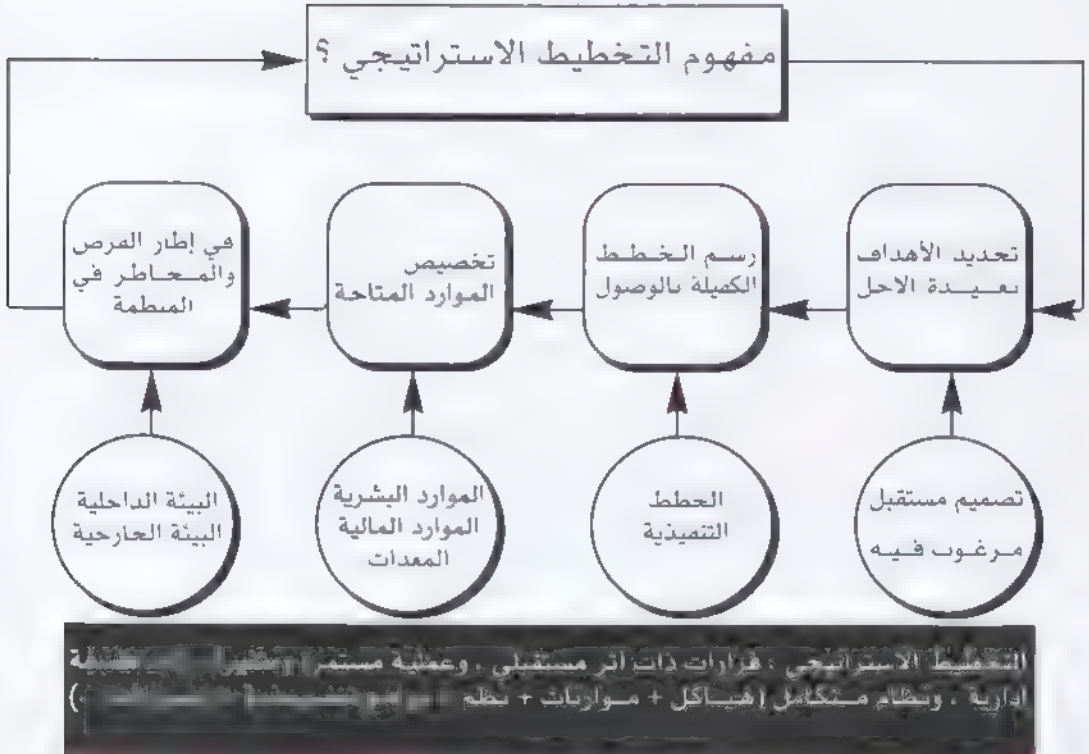 مفهوم التخطيط الاستراتيجي ؟
تحديد الأهداف
بعيدة الأجل
رسم الخطط
الكفيلة بالوصول
تخصيص
الموارد المتاحة
في إطار الفرص
والمخاطر في
المنظمة
تصميم مستقبل
مرغوب فيه
الخطط
التنفيذية
الموارد البشرية
الموارد المالية
المعدات
البيئة الداخلية
البيئة الخارجية
التخطيط الاستراتيجي ، قرارات ذات أثر مستقبلي ، وعملية مستمرة
إدارية ، ونظام متكامل (هياكل + موازنات + نظم